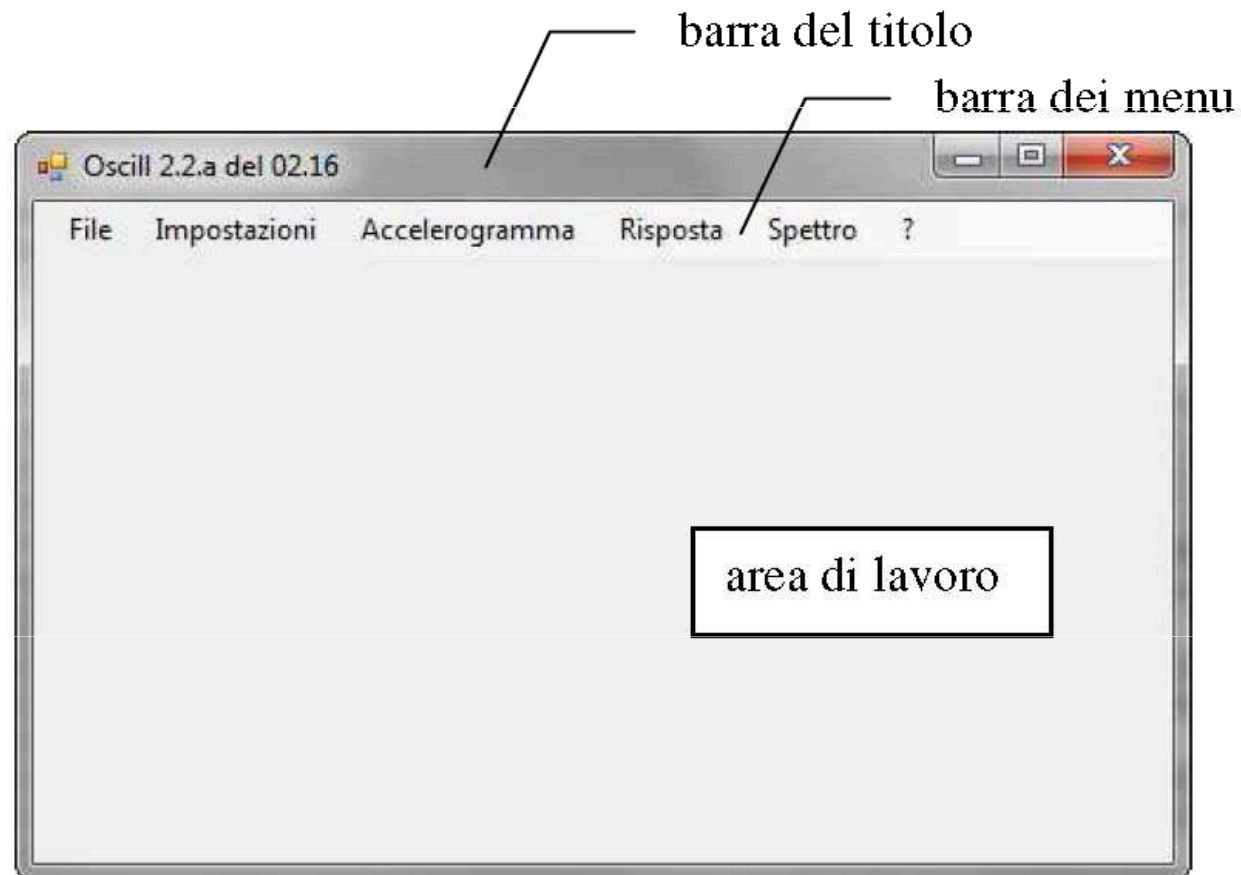 barra del titolo
barra dei menu
Oscill 2.2.a del 02.16
File Impostazioni Accelerogramma Risposta Spettro ?
area di lavoro